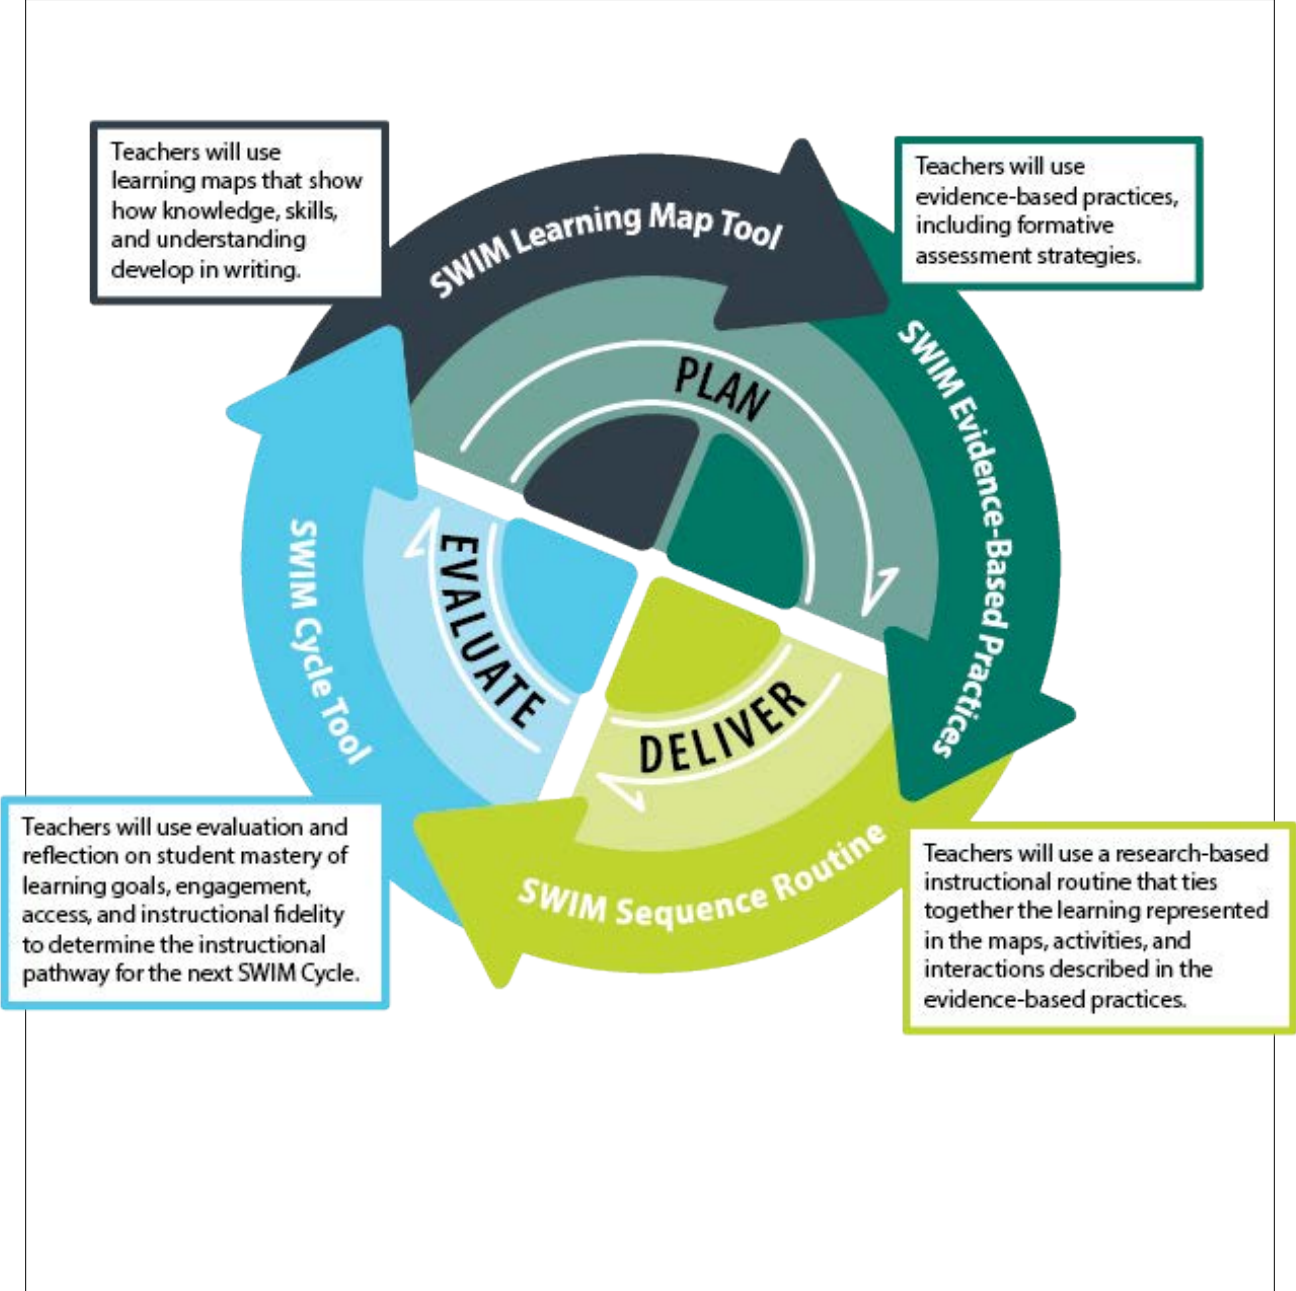 Teachers will use
learning maps that show
how knowledge, skills,
and understanding
develop in writing.
Teachers will use
evidence-based practices,
including formative
assessment strategies.
SWIM Learning Map Tool
SWIM Evidence-Based Practices
PLAN
EVALUATE
DELIVER
SWIM Cycle Tool
SWIM Sequence Routine
Teachers will use evaluation and
reflection on student mastery of
learning goals, engagement,
access, and instructional fidelity
to determine the instructional
pathway for the next SWIM Cycle.
Teachers will use a research-based
instructional routine that ties
together the learning represented
in the maps, activities, and
interactions described in the
evidence-based practices.